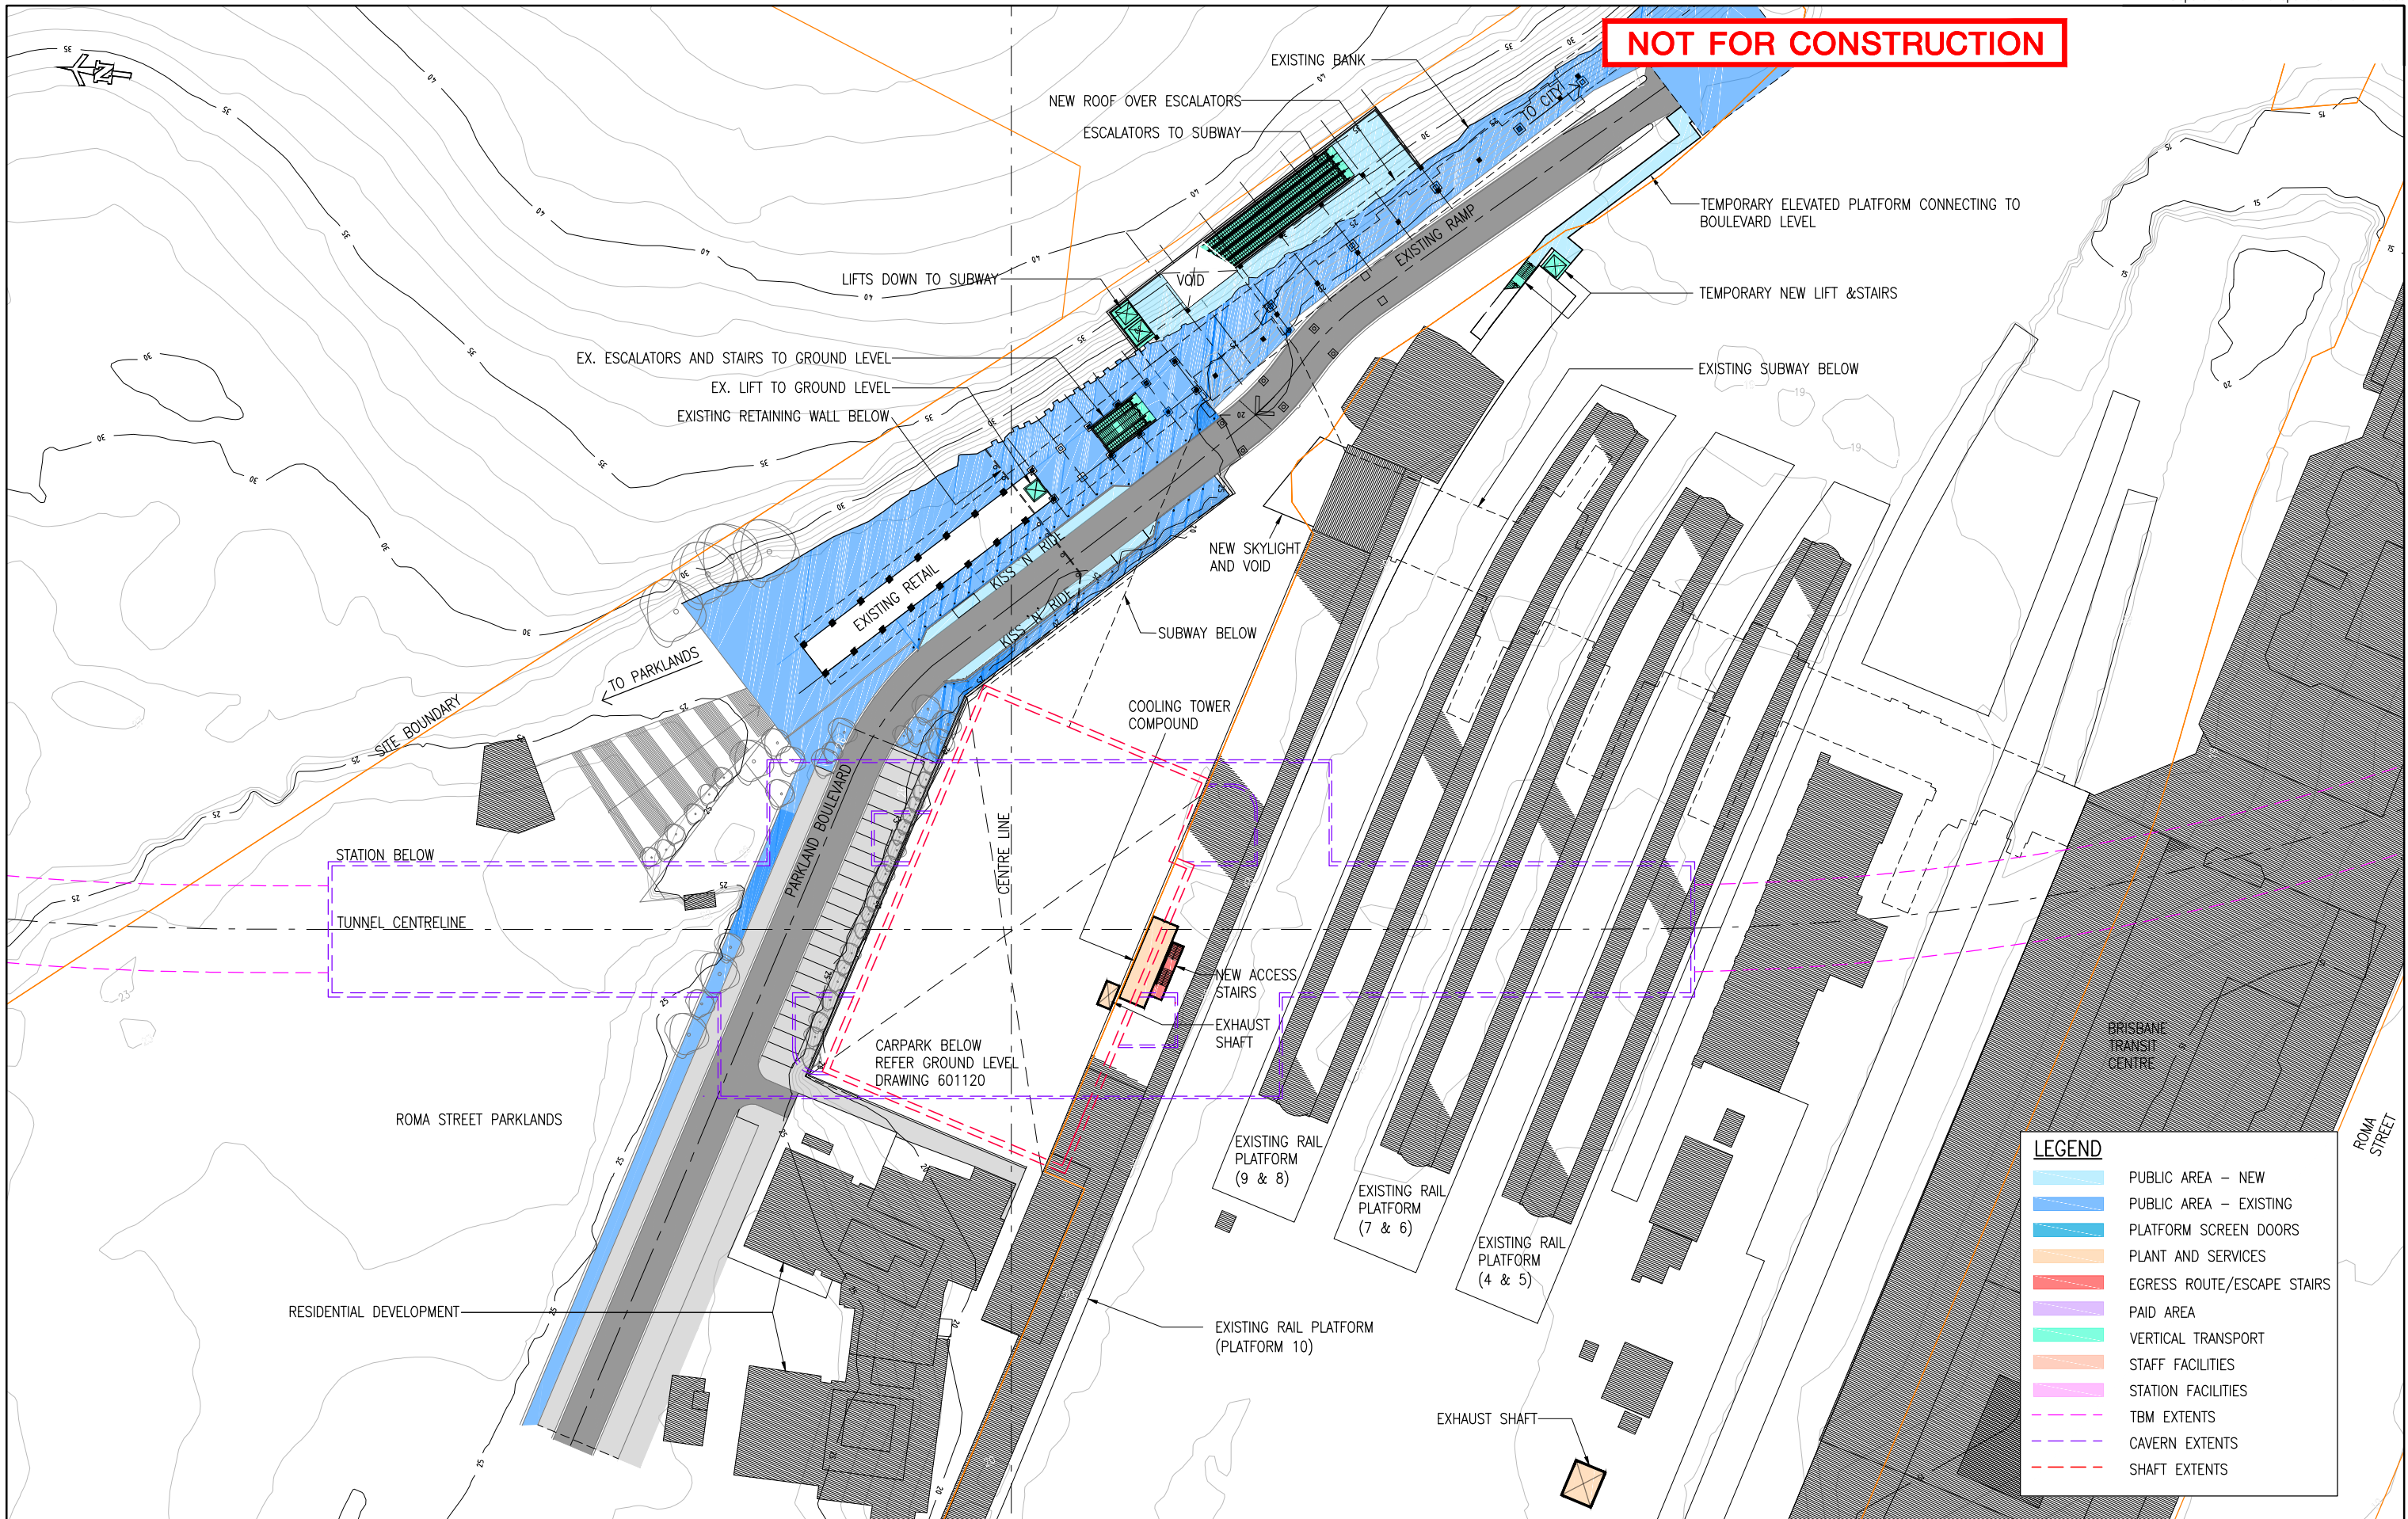 NOT FOR CONSTRUCTION
N
EXISTING BANK
NEW ROOF OVER ESCALATORS
ESCALATORS TO SUBWAY
TO CITY
TEMPORARY ELEVATED PLATFORM CONNECTING TO
BOULEVARD LEVEL
EXISTING RAMP
LIFTS DOWN TO SUBWAY
VOID
TEMPORARY NEW LIFT &STAIRS
EX. ESCALATORS AND STAIRS TO GROUND LEVEL
EX. LIFT TO GROUND LEVEL
EXISTING RETAINING WALL BELOW
EXISTING SUBWAY BELOW
NEW SKYLIGHT
AND VOID
KISS 'N' RIDE
KISS 'N' RIDE
EXISTING RETAIL
SUBWAY BELOW
TO PARKLANDS
SITE BOUNDARY
COOLING TOWER
COMPOUND
PARKLAND BOULEVARD
CENTRE LINE
STATION BELOW
TUNNEL CENTRELINE
NEW ACCESS
STAIRS
EXHAUST
SHAFT
CARPARK BELOW
REFER GROUND LEVEL
DRAWING 601120
BRISBANE
TRANSIT
CENTRE
ROMA
STREET
ROMA STREET PARKLANDS
EXISTING RAIL
PLATFORM
(9 & 8)
EXISTING RAIL
PLATFORM
(7 & 6)
EXISTING RAIL
PLATFORM
(4 & 5)
RESIDENTIAL DEVELOPMENT
EXISTING RAIL PLATFORM
(PLATFORM 10)
EXHAUST SHAFT
LEGEND
PUBLIC AREA - NEW
PUBLIC AREA - EXISTING
PLATFORM SCREEN DOORS
PLANT AND SERVICES
EGRESS ROUTE/ESCAPE STAIRS
PAID AREA
VERTICAL TRANSPORT
STAFF FACILITIES
STATION FACILITIES
TBM EXTENTS
CAVERN EXTENTS
SHAFT EXTENTS